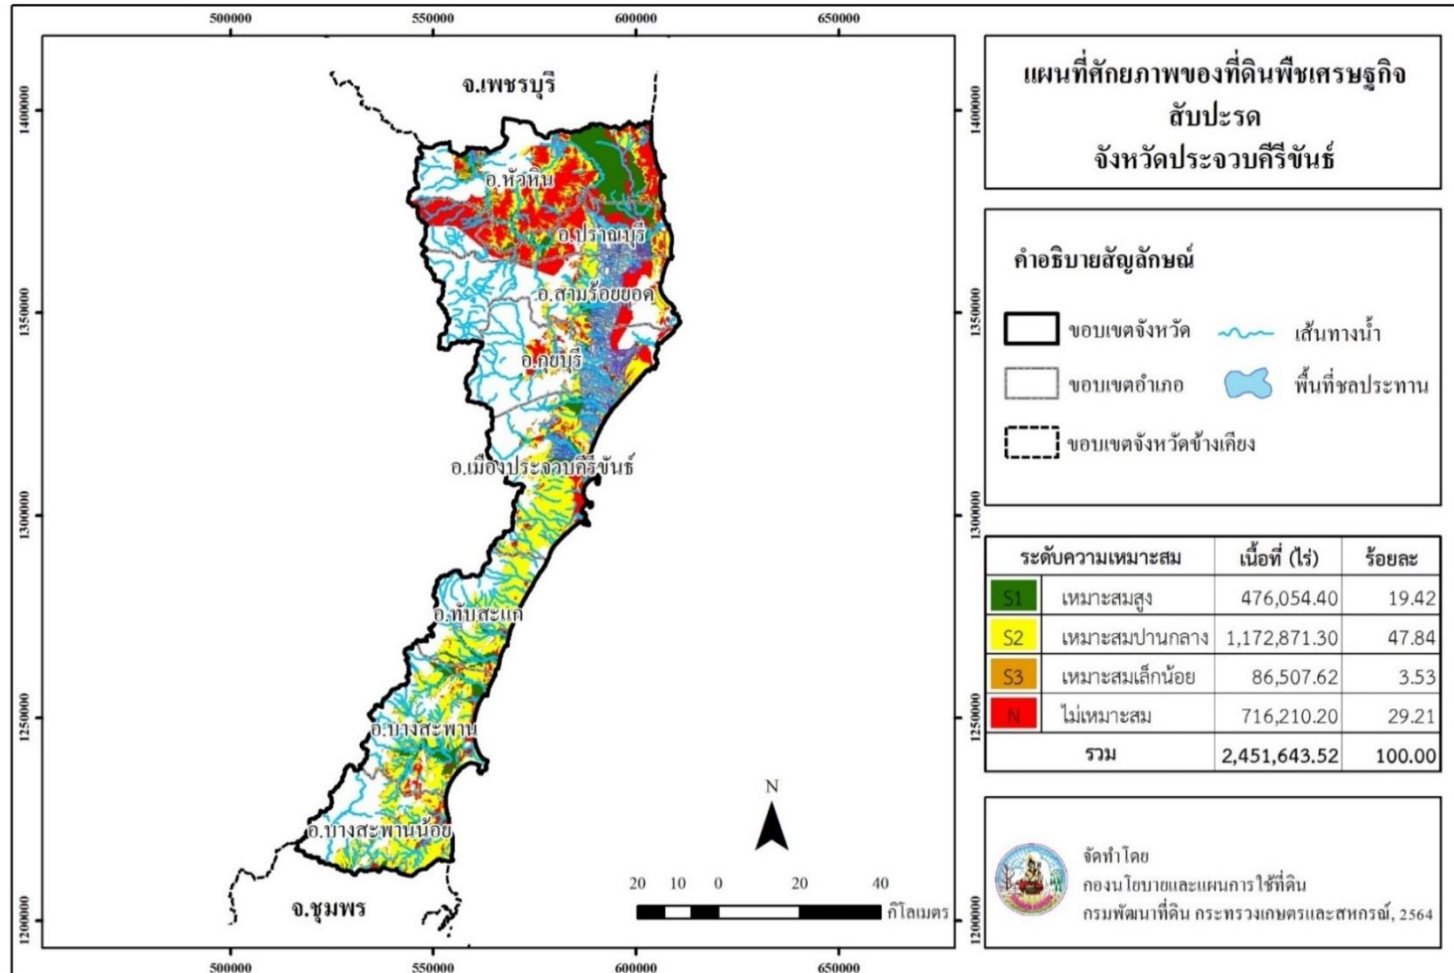 500000 550000 600000 650000
1400000 1400000
1350000 1350000
1300000 1300000
1250000 1250000
1200000 1200000
จ.เพชรบุรี
อ.หัวหิน
อ.ปราณบุรี
อ.สามร้อยยอด
อ.กุยบุรี
อ.เมืองประจวบคีรีขันธ์
อ.ทับสะแก
อ.บางสะพาน
อ.บางสะพานน้อย
จ.ชุมพร
N
20 10 0 20 40
กิโลเมตร
500000 550000 600000 650000
แผนที่ศักยภาพของที่ดินพืชเศรษฐกิจ
สับปะรด
จังหวัดประจวบคีรีขันธ์
คำอธิบายสัญลักษณ์
ขอบเขตจังหวัด เส้นทางน้ำ
ขอบเขตอำเภอ พื้นที่ชลประทาน
ขอบเขตจังหวัดข้างเคียง
ระดับความเหมาะสม เนื้อที่ (ไร่) ร้อยละ
S1 เหมาะสมสูง 476,054.40 19.42
S2 เหมาะสมปานกลาง 1,172,871.30 47.84
S3 เหมาะสมเล็กน้อย 86,507.62 3.53
N ไม่เหมาะสม 716,210.20 29.21
รวม 2,451,643.52 100.00
จัดทำโดย
กองนโยบายและแผนการใช้ที่ดิน
กรมพัฒนาที่ดิน กระทรวงเกษตรและสหกรณ์, 2564